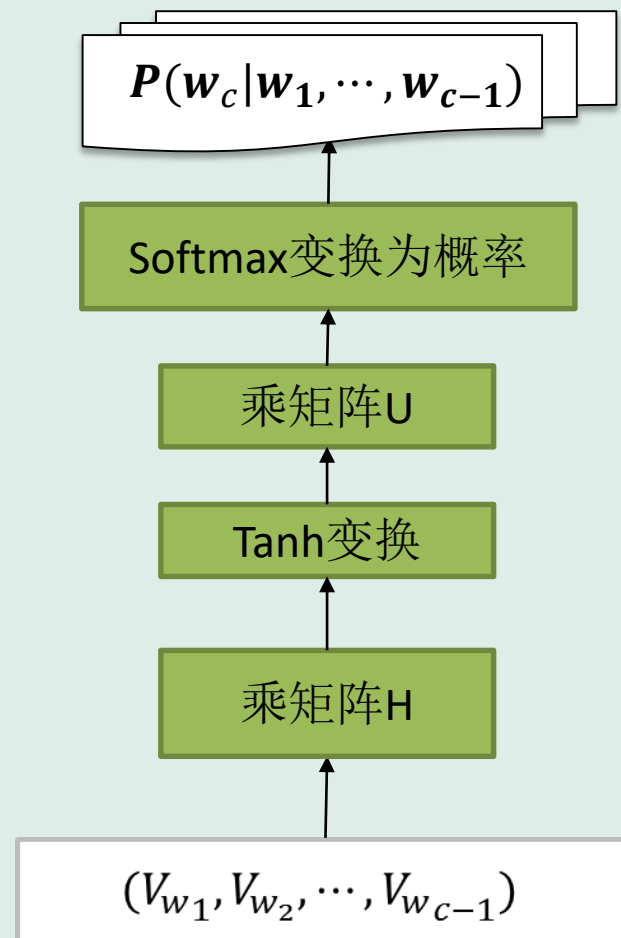 P(w_c|w_1, ⋯, w_{c−1})
Softmax变换为概率
乘矩阵U
Tanh变换
乘矩阵H
(V_{w_1}, V_{w_2}, ⋯, V_{w_{c−1}})